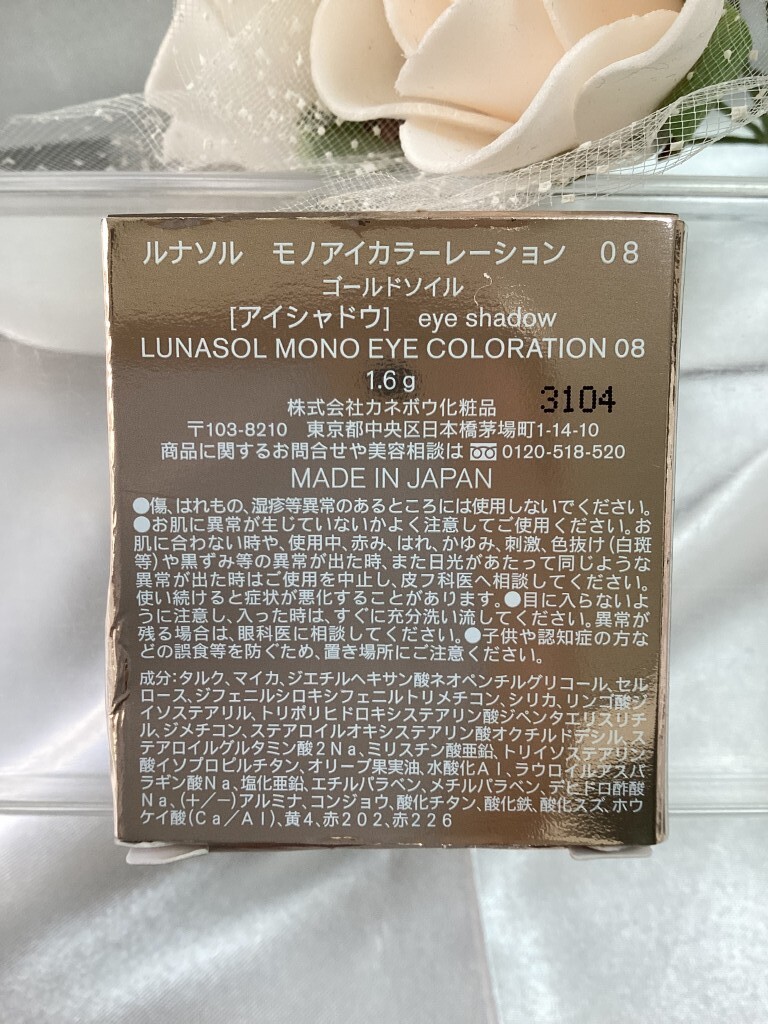 ルナソル モノアイカラーレーション 08
ゴールドソイル
[アイシャドウ] eye shadow
LUNASOL MONO EYE COLORATION 08
1.6 g
3104
株式会社カネボウ化粧品
〒103-8210 東京都中央区日本橋茅場町1-14-10
商品に関するお問合せや美容相談は 0120-518-520
MADE IN JAPAN
●傷、はれもの、湿疹等異常のあるところには使用しないでください。
●お肌に異常が生じていないかよく注意してご使用ください。お
肌に合わない時や、使用中、赤み、はれ、かゆみ、刺激、色抜け(白斑
等)や黒ずみ等の異常が出た時、また日光があたって同じような
異常が出た時はご使用を中止し、皮フ科医へ相談してください。
使い続けると症状が悪化することがあります。●目に入らないよ
うに注意し、入った時は、すぐに充分洗い流してください。異常が
残る場合は、眼科医に相談してください。●子供や認知症の方な
どの誤食等を防ぐため、置き場所にご注意ください。
成分:タルク、マイカ、ジエチルヘキサン酸ネオペンチルグリコール、セル
ロース、ジフェニルシロキシフェニルトリメチコン、シリカ、リンゴ酸ジ
イソステアリル、トリポリヒドロキシステアリン酸ジペンタエリスリチ
ル、ジメチコン、ステアロイルオキシステアリン酸オクチルドデシル、ス
テアロイルグルタミン酸2Na、ミリスチン酸亜鉛、トリイソステアリン
酸イソプロピルチタン、オリーブ果実油、水酸化Al、ラウロイルアスパ
ラギン酸Na、塩化亜鉛、エチルパラベン、メチルパラベン、デヒドロ酢酸
Na、(+/-)アルミナ、コンジョウ、酸化チタン、酸化鉄、酸化スズ、ホウ
ケイ酸(Ca/Al)、黄4、赤202、赤226